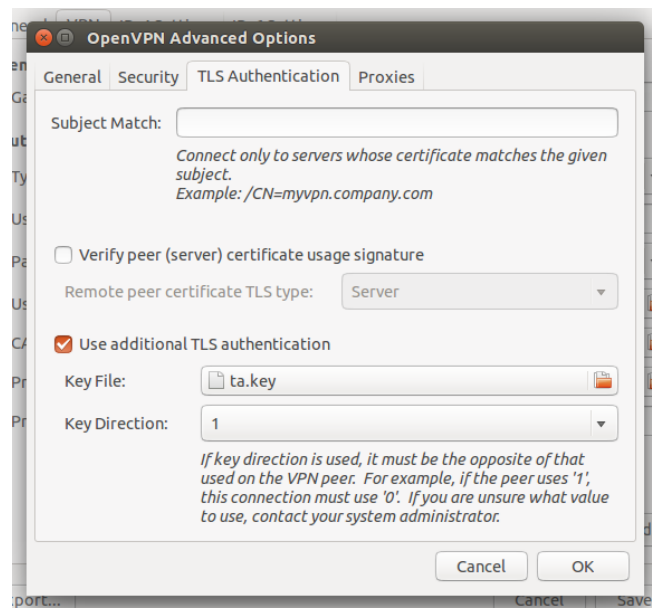 VPN
OpenVPN Advanced Options
General Security TLS Authentication Proxies
Subject Match:
Connect only to servers whose certificate matches the given
subject.
Example: /CN=myvpn.company.com
Verify peer (server) certificate usage signature
Remote peer certificate TLS type: Server
Use additional TLS authentication
Key File: ta.key
Key Direction: 1
If key direction is used, it must be the opposite of that
used on the VPN peer. For example, if the peer uses '1',
this connection must use '0'. If you are unsure what value
to use, contact your system administrator.
Cancel OK
port... Cancel Save